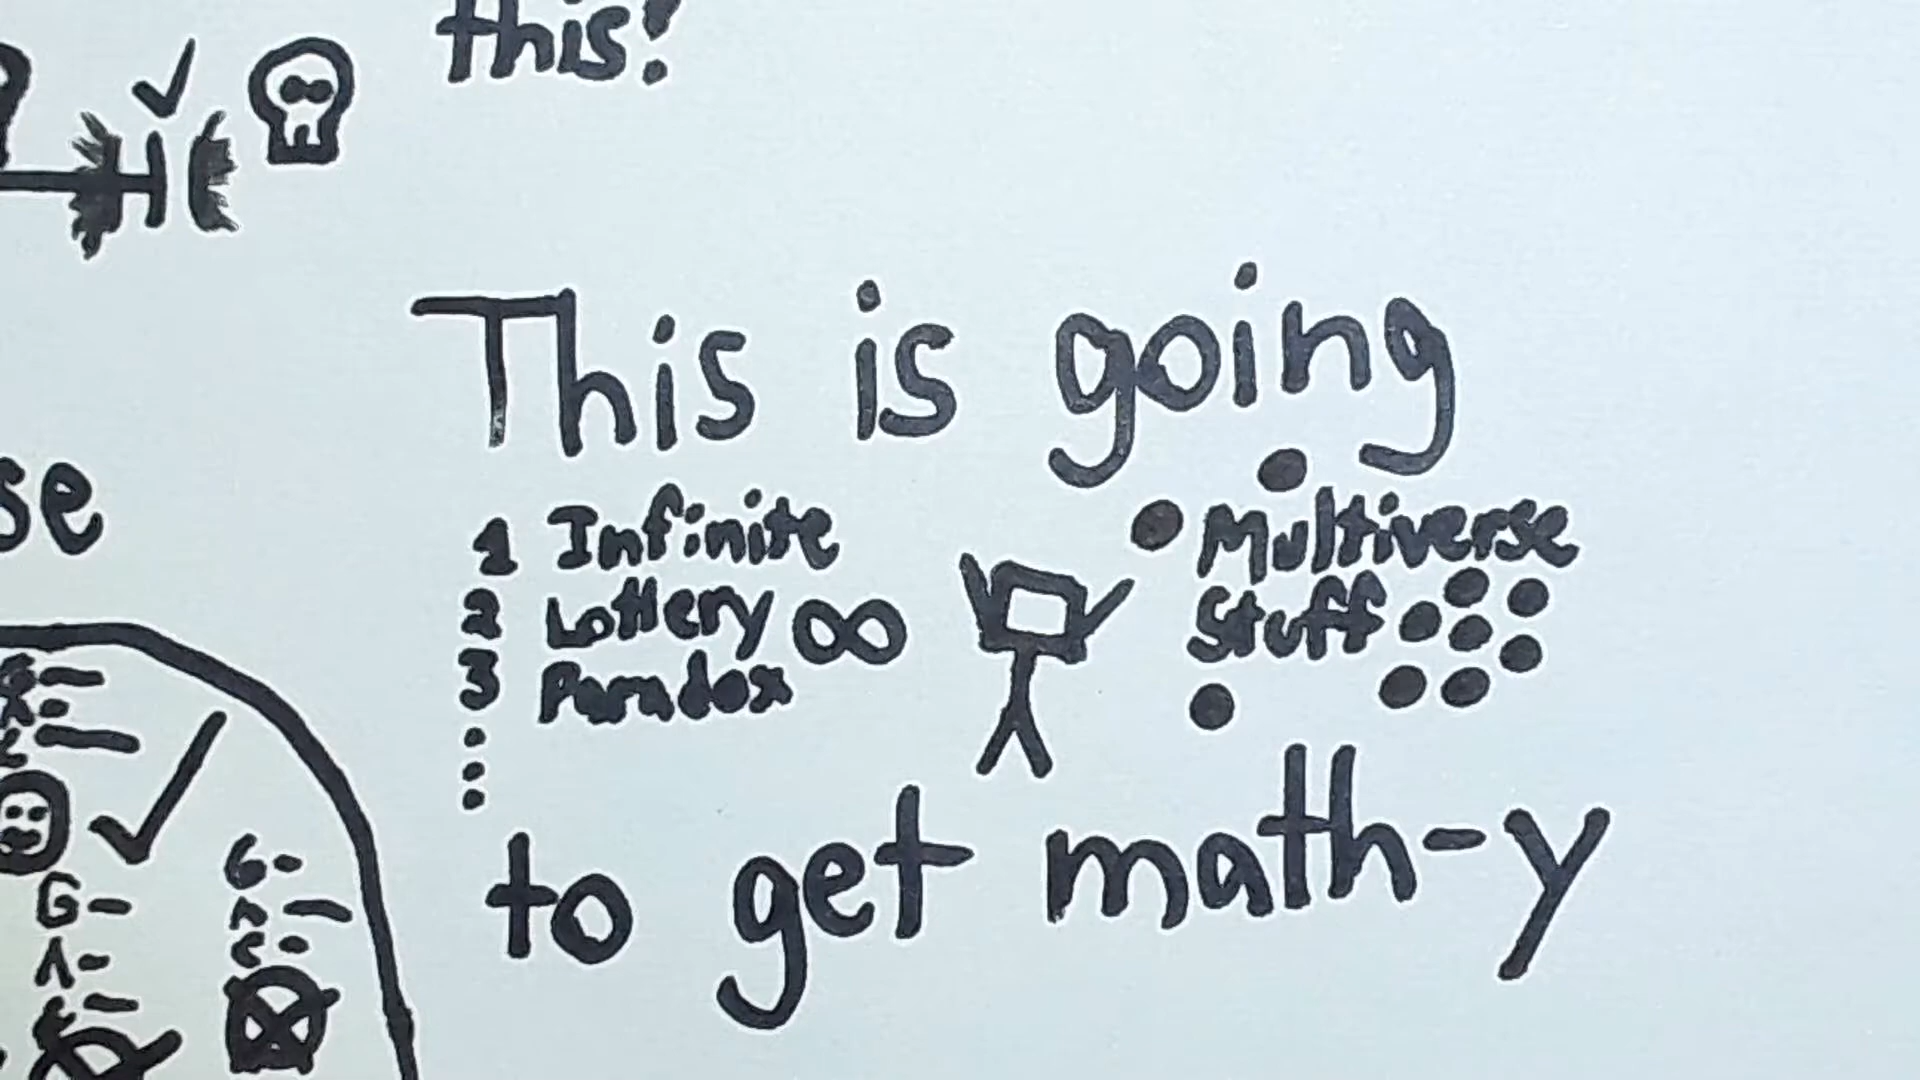 this!
This is going
1 Infinite
2 Lottery ∞
3 Paradox
Multiverse
Stuff
to get math-y
se
G-
A-
G-